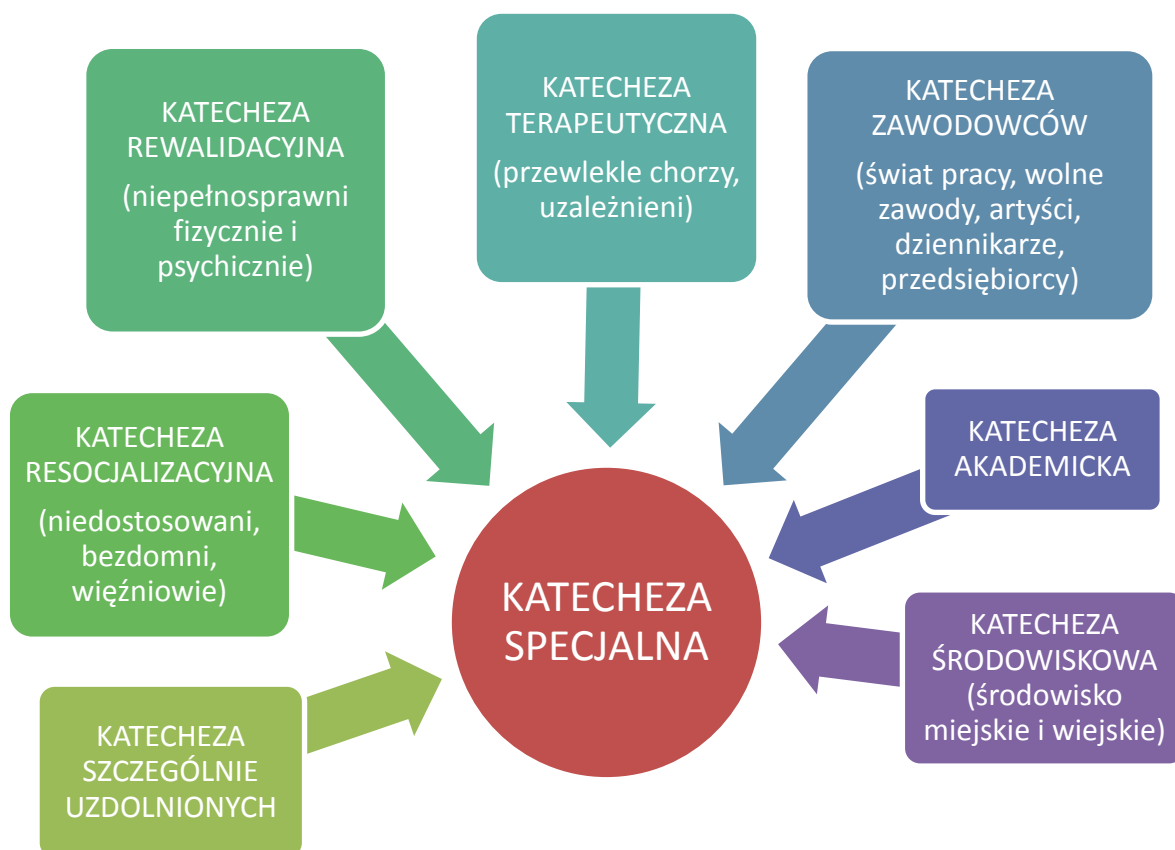 KATECHEZA
REWALIDACYJNA
(niepełnosprawni
fizycznie i
psychicznie)
KATECHEZA
TERAPEUTYCZNA
(przewlekle chorzy,
uzależnieni)
KATECHEZA
ZAWODOWCÓW
(świat pracy, wolne
zawody, artyści,
dziennikarze,
przedsiębiorcy)
KATECHEZA
RESOCJALIZACYJNA
(niedostosowani,
bezdomni,
więźniowie)
KATECHEZA
AKADEMICKA
KATECHEZA
SPECJALNA
KATECHEZA
ŚRODOWISKOWA
(środowisko
miejskie i wiejskie)
KATECHEZA
SZCZEGÓLNIE
UZDOLNIONYCH